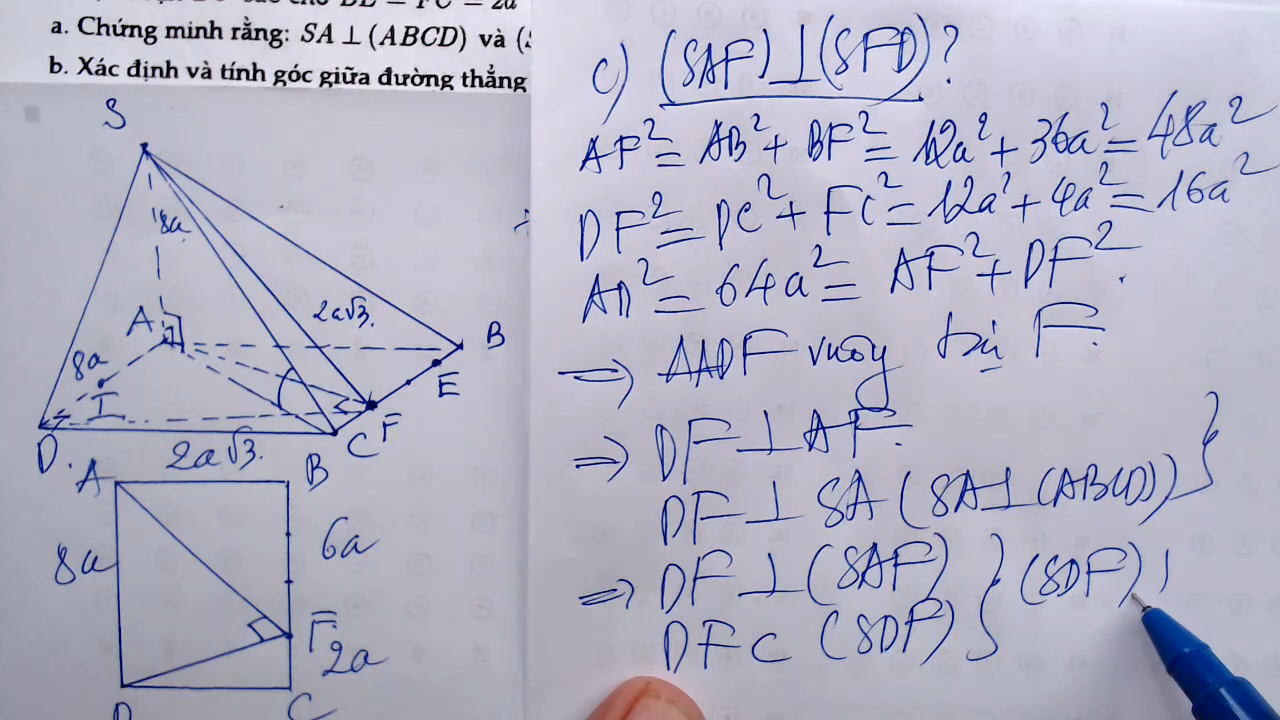 a. Chứng minh rằng: SA ⊥ (ABCD) và (
b. Xác định và tính góc giữa đường thẳng
S
8a
2a√3.
A
B
8a
E
I
D.
C
F
2a√3.
A
B
8a
6a
F
2a
D
C
c) (SAF) ⊥ (SFD)?
AF² = AB² + BF² = 12a² + 36a² = 48a²
DF² = DC² + FC² = 12a² + 4a² = 16a²
AD² = 64a² = AF² + DF².
⇒ ΔADF vuông tại F.
⇒ DF ⊥ AF.
DF ⊥ SA (SA ⊥ (ABCD)) }
⇒ DF ⊥ (SAF) } (SDF)
DF ⊂ (SDF)